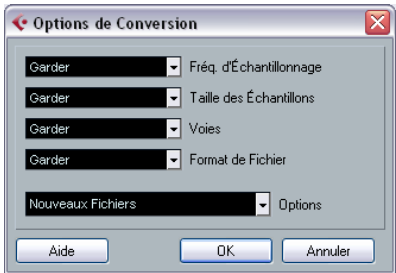 Options de Conversion
Garder Fréq. d'Échantillonnage
Garder Taille des Échantillons
Garder Voies
Garder Format de Fichier
Nouveaux Fichiers Options
Aide OK Annuler